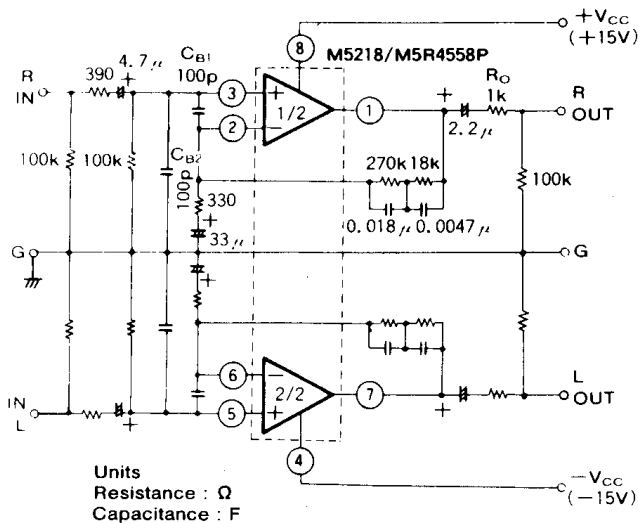 +VCC
(+15V)
M5218/M5R4558P
8
4.7μ
+
CB1
100p
R
IN
390
3
+
1/2
1
RO
1k
R
OUT
2
−
+
2.2μ
100k
100k
CB2
100p
270k 18k
100k
330
+
0.018μ 0.0047μ
33μ
G
G
+
6
−
2/2
7
L
OUT
IN
L
+
5
+
+
4
−VCC
(−15V)
Units
Resistance : Ω
Capacitance : F